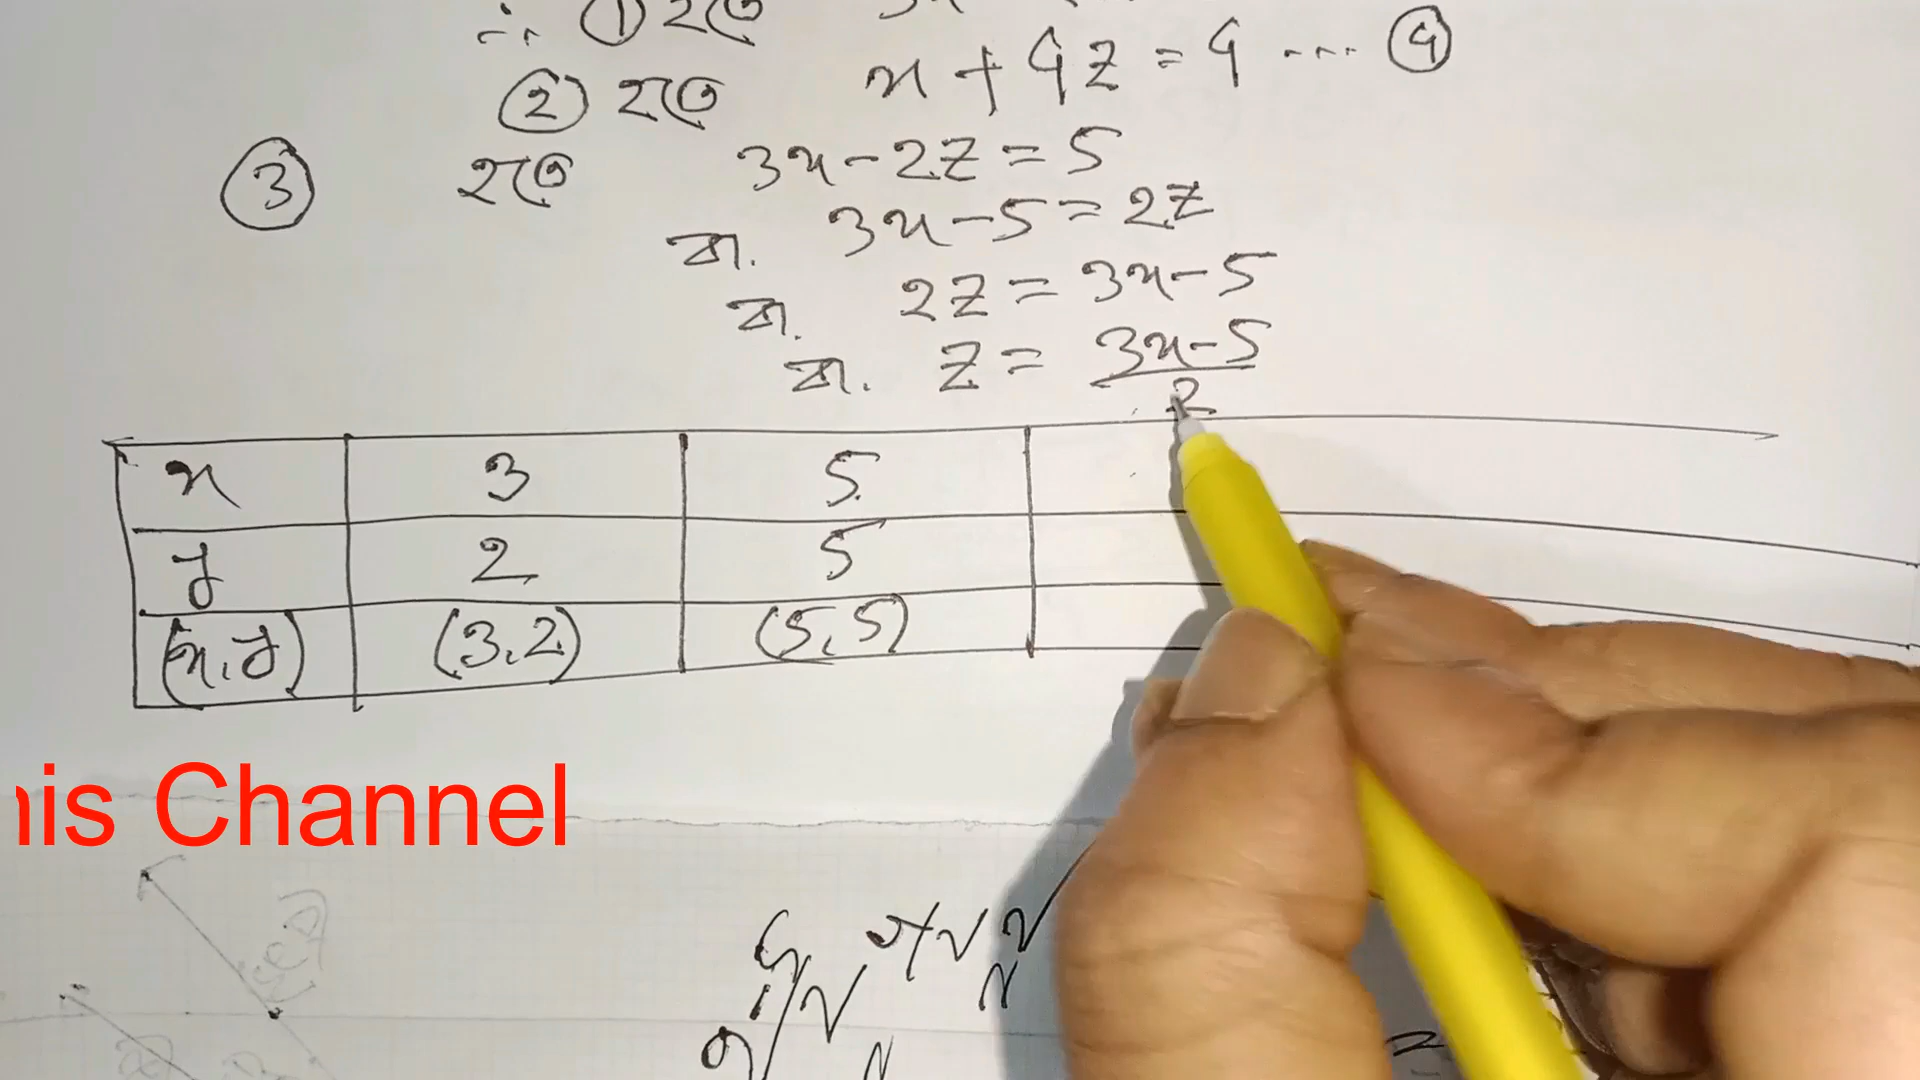 ∴ ① হতে
② হতে x + 4z = 4 .... ④
③ হতে 3x - 2z = 5
বা. 3x - 5 = 2z
বা. 2z = 3x - 5
বা. z = (3x - 5)/2
x 3 5
y 2 5
(x, y) (3, 2) (5, 5)
is Channel